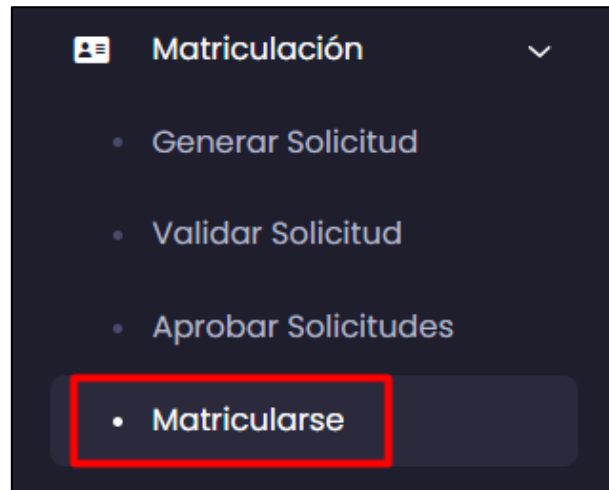 Matriculación
Generar Solicitud
Validar Solicitud
Aprobar Solicitudes
Matricularse